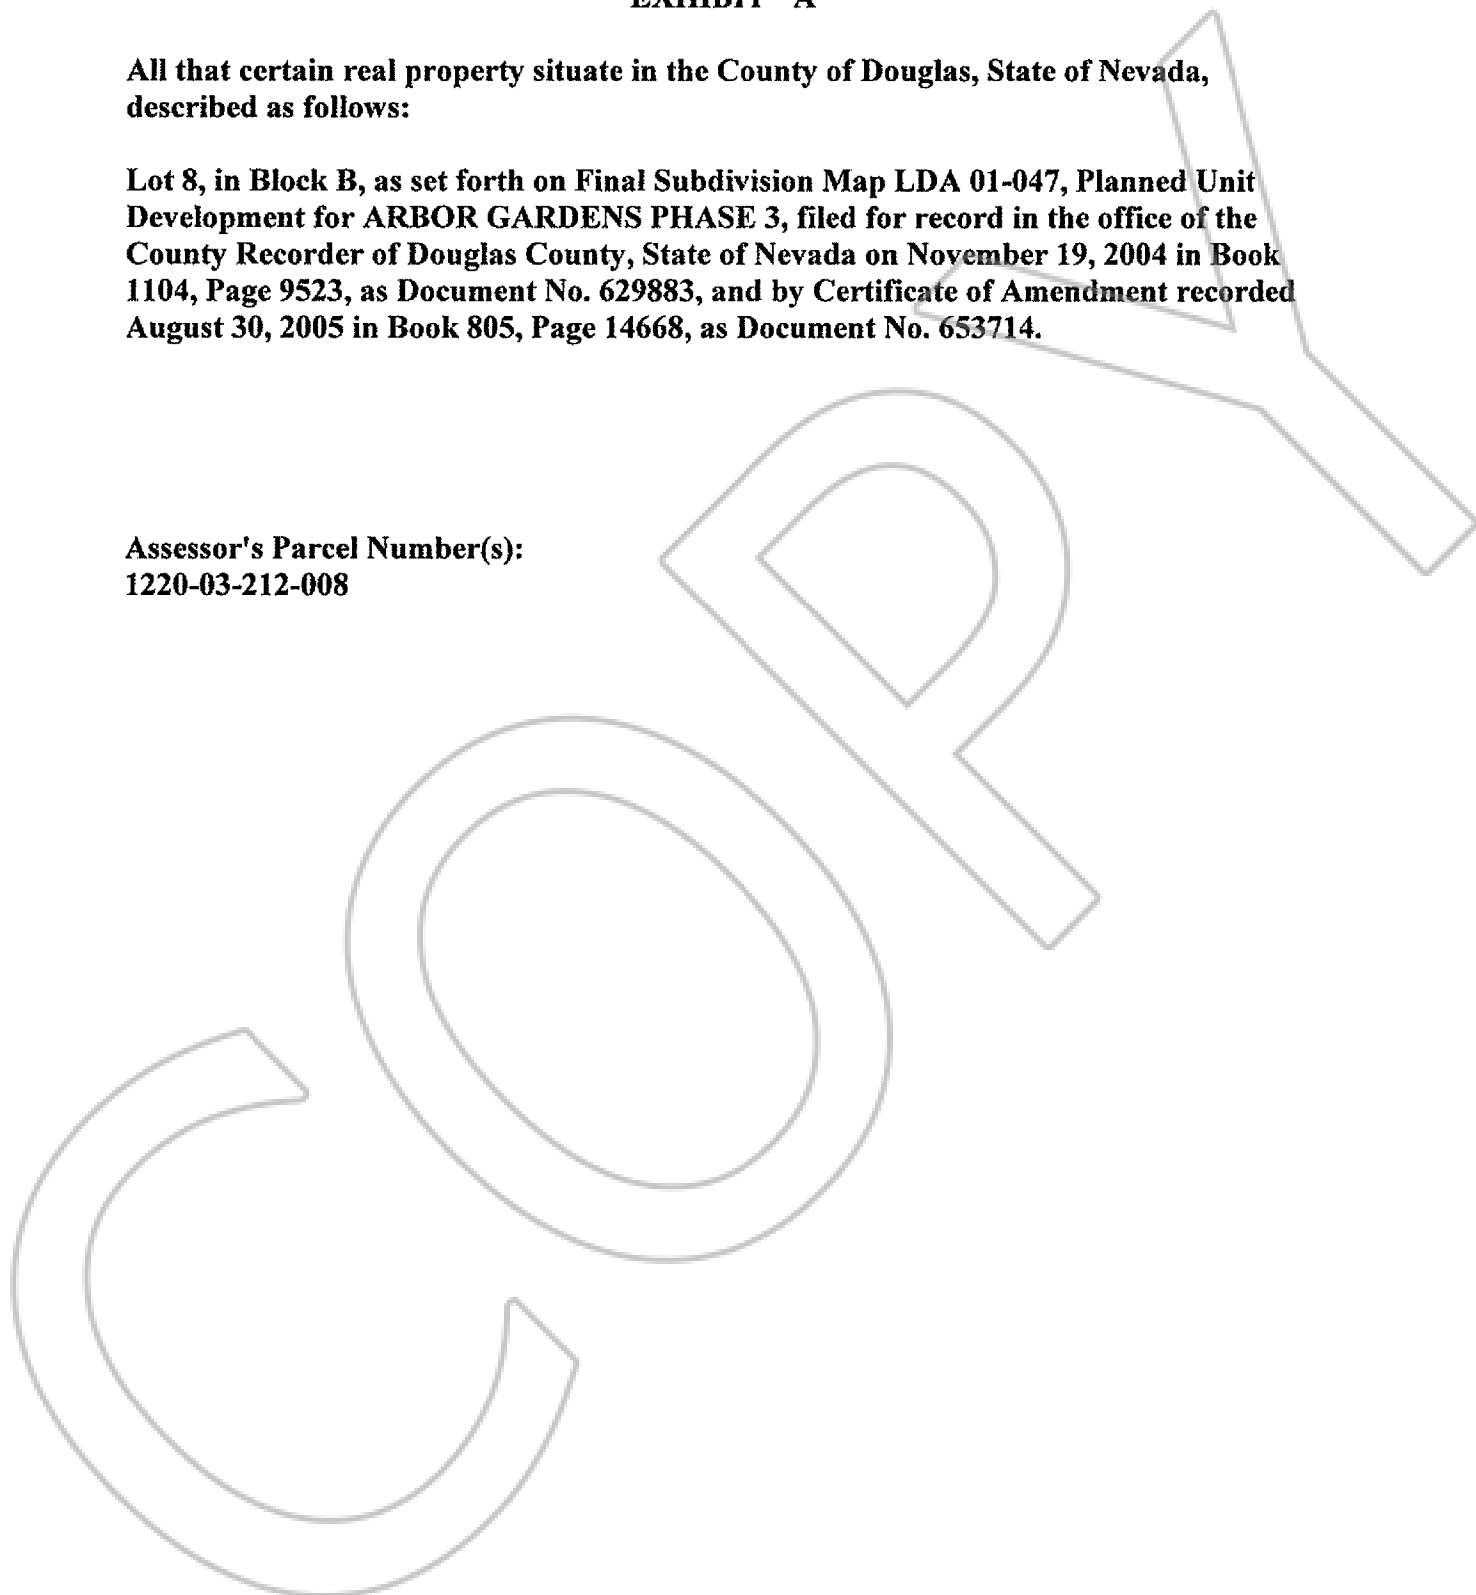 EXHIBIT "A"
All that certain real property situate in the County of Douglas, State of Nevada,
described as follows:
Lot 8, in Block B, as set forth on Final Subdivision Map LDA 01-047, Planned Unit
Development for ARBOR GARDENS PHASE 3, filed for record in the office of the
County Recorder of Douglas County, State of Nevada on November 19, 2004 in Book
1104, Page 9523, as Document No. 629883, and by Certificate of Amendment recorded
August 30, 2005 in Book 805, Page 14668, as Document No. 653714.
Assessor's Parcel Number(s):
1220-03-212-008
COPY